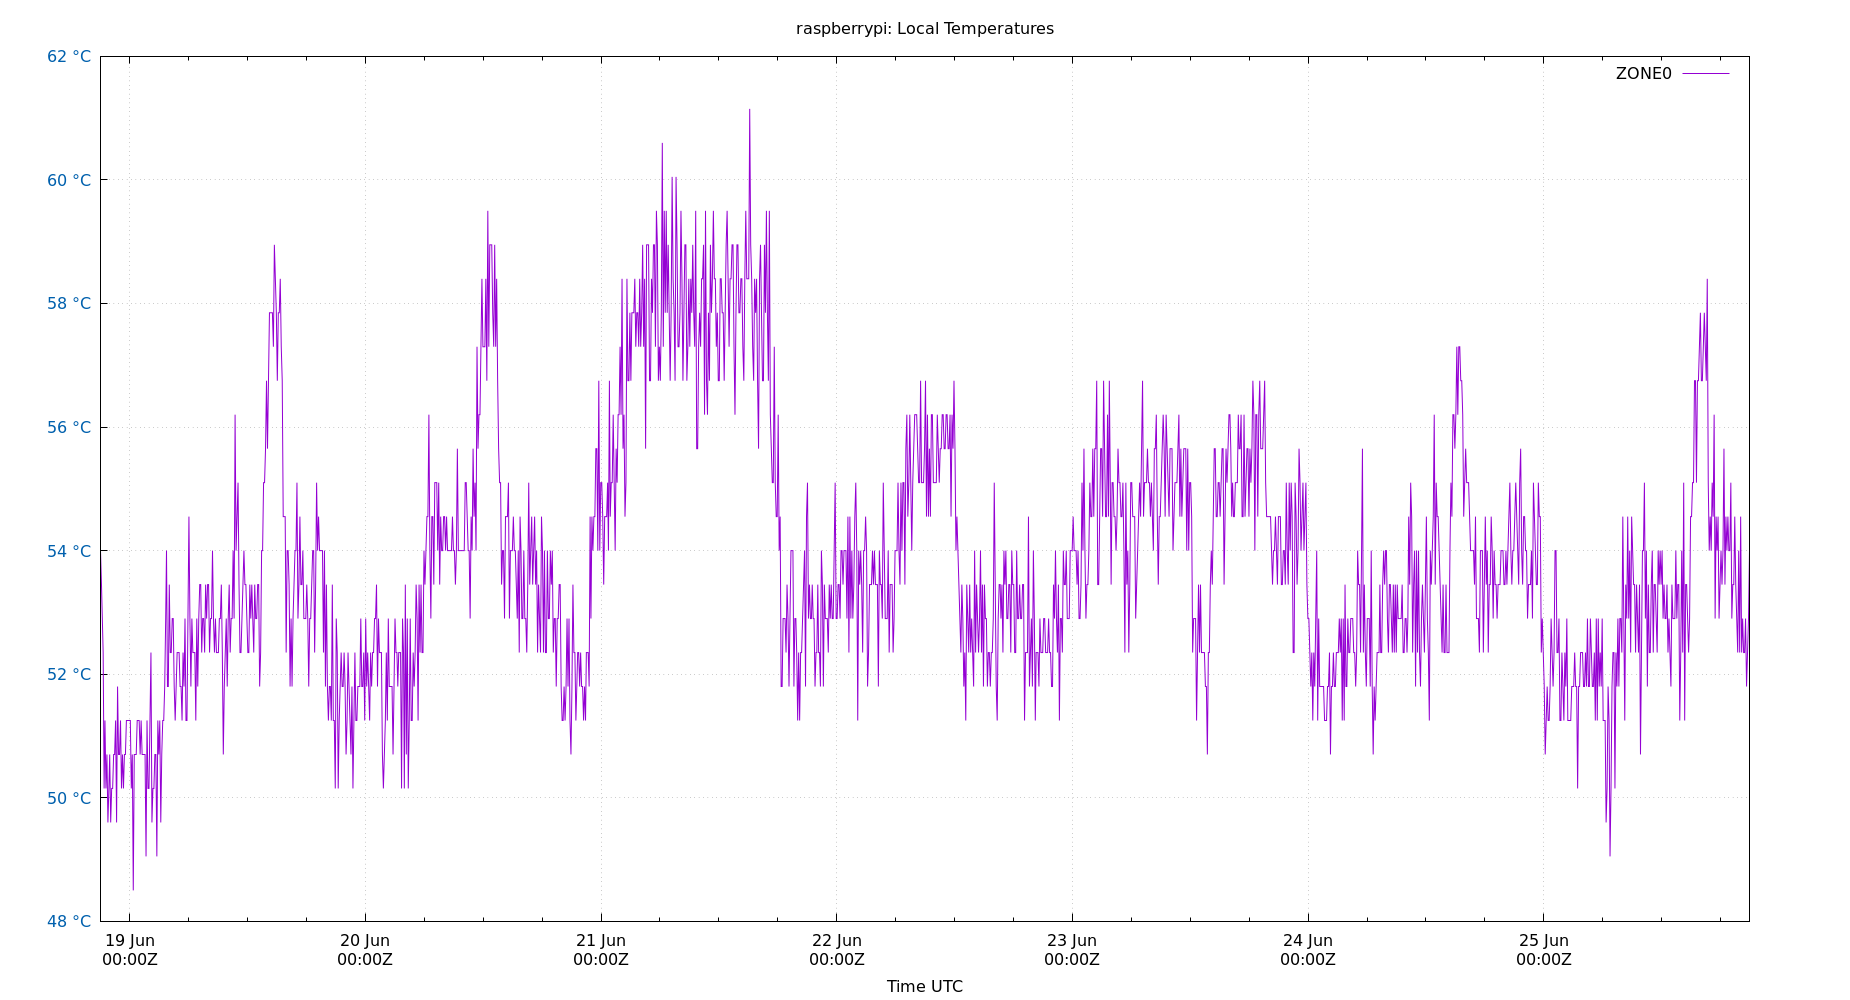 raspberrypi: Local Temperatures
62 °C
ZONE0
60 °C
58 °C
56 °C
54 °C
52 °C
50 °C
48 °C
19 Jun 20 Jun 21 Jun 22 Jun 23 Jun 24 Jun 25 Jun
00:00Z 00:00Z 00:00Z 00:00Z 00:00Z 00:00Z 00:00Z
Time UTC